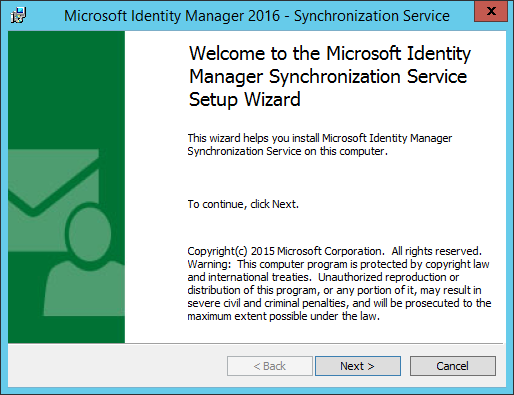 Microsoft Identity Manager 2016 - Synchronization Service
x
Welcome to the Microsoft Identity
Manager Synchronization Service
Setup Wizard
This wizard helps you install Microsoft Identity Manager
Synchronization Service on this computer.
To continue, click Next.
Copyright(c) 2015 Microsoft Corporation.  All rights reserved.
Warning:  This computer program is protected by copyright law
and international treaties.  Unauthorized reproduction or
distribution of this program, or any portion of it, may result in
severe civil and criminal penalties, and will be prosecuted to the
maximum extent possible under the law.
< Back
Next >
Cancel